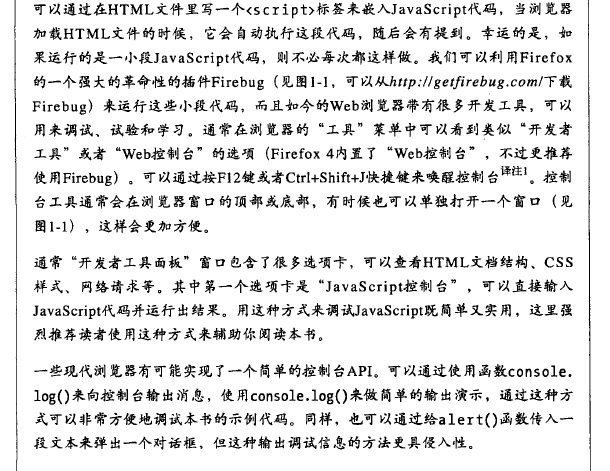 可以通过在HTML文件里写一个<script>标签来嵌入JavaScript代码，当浏览器
加载HTML文件的时候，它会自动执行这段代码，随后会有提到。幸运的是，如
果运行的是一小段JavaScript代码，则不必每次都这样做。我们可以利用Firefox
的一个强大的革命性的插件Firebug（见图1-1，可以从http://getfirebug.com/下载
Firebug）来运行这些小段代码，而且如今的Web浏览器带有很多开发工具，可以
用来调试、试验和学习。通常在浏览器的“工具”菜单中可以看到类似“开发者
工具”或者“Web控制台”的选项（Firefox 4内置了“Web控制台”，不过更推荐
使用Firebug）。可以通过按F12键或者Ctrl+Shift+J快捷键来唤醒控制台译注1。控制
台工具通常会在浏览器窗口的顶部或底部，有时候也可以单独打开一个窗口（见
图1-1），这样会更加方便。
通常“开发者工具面板”窗口包含了很多选项卡，可以查看HTML文档结构、CSS
样式、网络请求等。其中第一个选项卡是“JavaScript控制台”，可以直接输入
JavaScript代码并运行出结果。用这种方式来调试JavaScript既简单又实用，这里强
烈推荐读者使用这种方式来辅助你阅读本书。
一些现代浏览器有可能实现了一个简单的控制台API。可以通过使用函数console.
log()来向控制台输出消息，使用console.log()来做简单的输出演示，通过这种方
式可以非常方便地调试本书的示例代码。同样，也可以通过给alert()函数传入一
段文本来弹出一个对话框，但这种输出调试信息的方法更具侵入性。